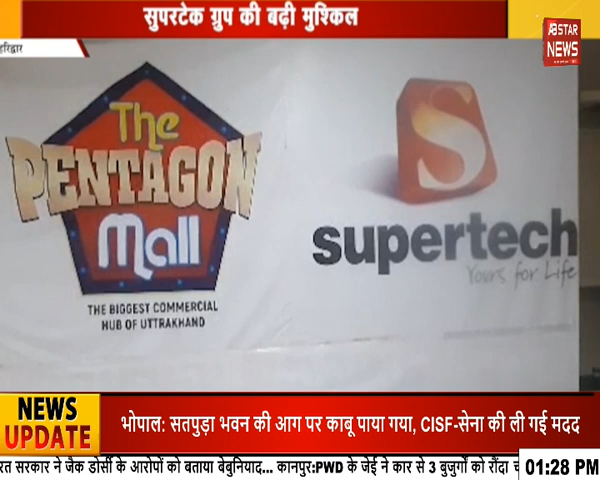 सुपरटेक ग्रुप की बढ़ी मुश्किल
हरिद्वार
STAR
NEWS
The
PENTAGON
Mall
THE BIGGEST COMMERCIAL
HUB OF UTTRAKHAND
S
supertech
Yours for Life
NEWS
UPDATE
भोपाल: सतपुड़ा भवन की आग पर काबू पाया गया, CISF-सेना की ली गई मदद
सरकार ने जैक डोर्सी के आरोपों को बताया बेबुनियाद... कानपुर:PWD के जेई ने कार से 3 बुजुर्गों को रौंदा
01:28 PM